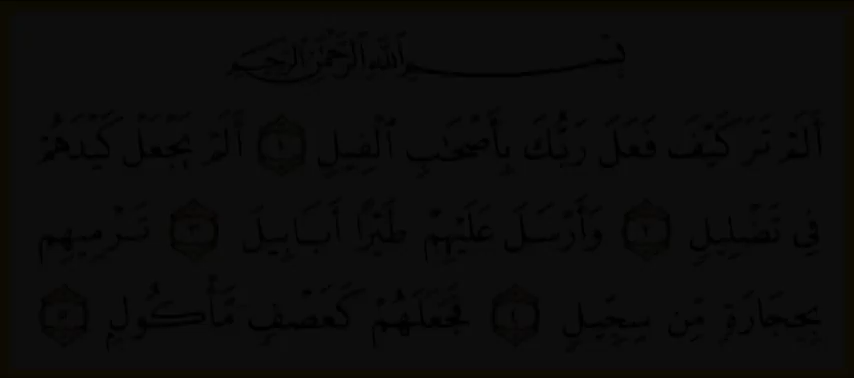 بِسْمِ ٱللَّهِ ٱلرَّحْمَٰنِ ٱلرَّحِيمِ
أَلَمْ تَرَ كَيْفَ فَعَلَ رَبُّكَ بِأَصْحَٰبِ ٱلْفِيلِ ١ أَلَمْ يَجْعَلْ كَيْدَهُمْ
فِى تَضْلِيلٍ ٢ وَأَرْسَلَ عَلَيْهِمْ طَيْرًا أَبَابِيلَ ٣ تَرْمِيهِم
بِحِجَارَةٍ مِّن سِجِّيلٍ ٤ فَجَعَلَهُمْ كَعَصْفٍ مَّأْكُولٍۭ ٥